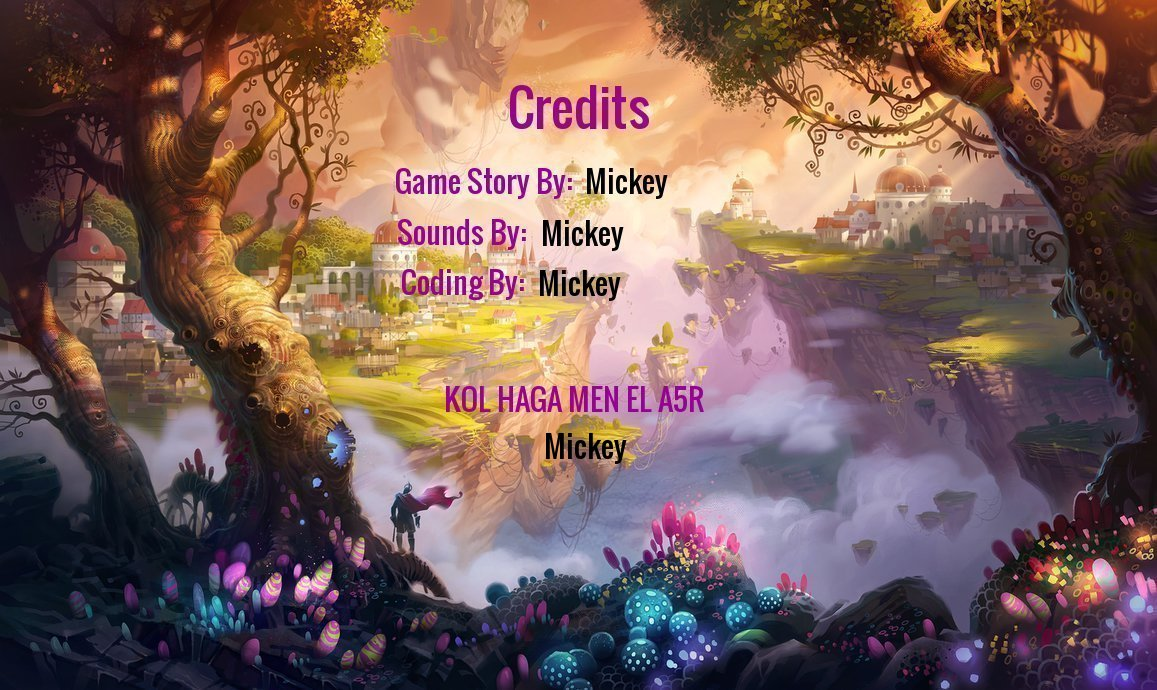 Credits
Game Story By: Mickey
Sounds By: Mickey
Coding By: Mickey
KOL HAGA MEN EL A5R
Mickey